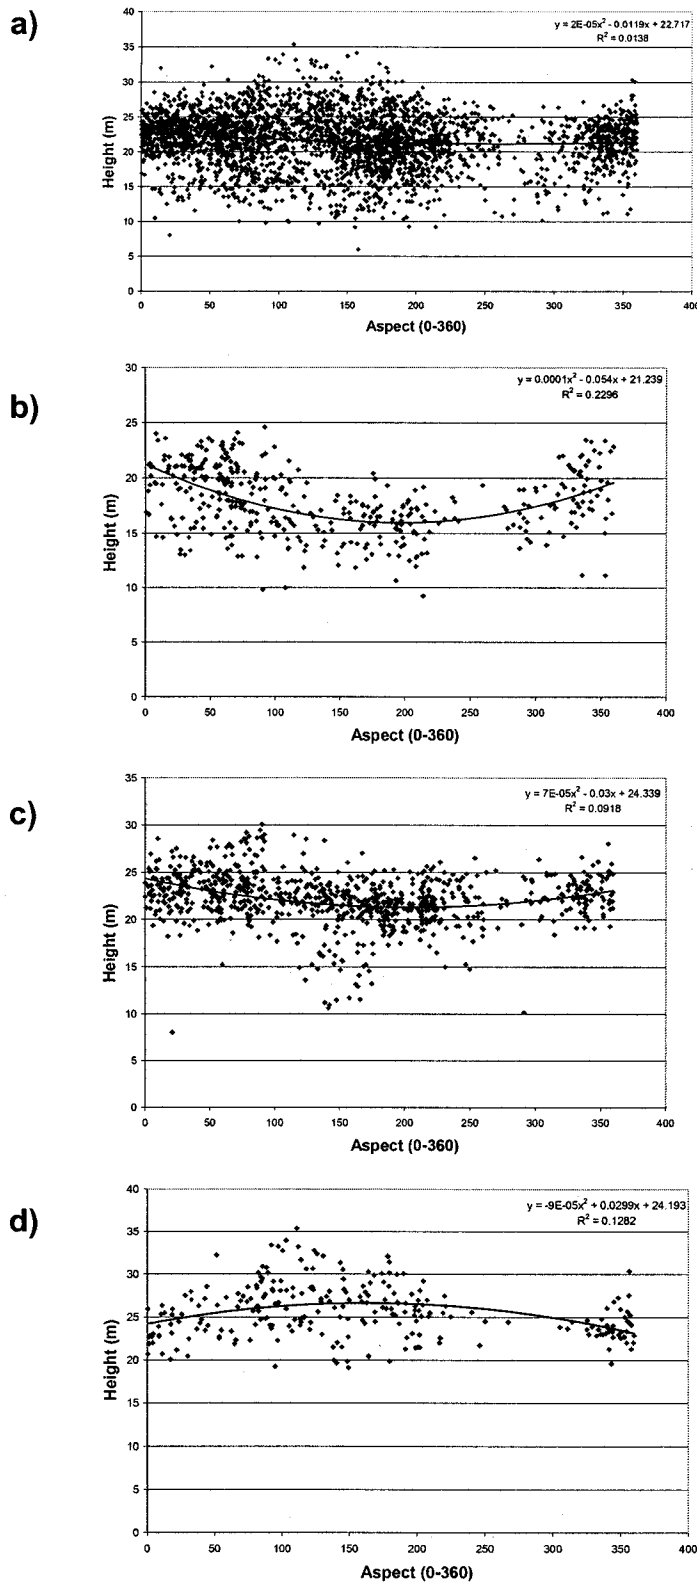 a)
y = 2E-05x² - 0.0119x + 22.717
R² = 0.0138
40
35
30
25
20
15
10
5
0
Height (m)
0 50 100 150 200 250 300 350 400
Aspect (0-360)
b)
y = 0.0001x² - 0.054x + 21.239
R² = 0.2296
30
25
20
15
10
5
0
Height (m)
0 50 100 150 200 250 300 350 400
Aspect (0-360)
c)
y = 7E-05x² - 0.03x + 24.339
R² = 0.0918
35
30
25
20
15
10
5
0
Height (m)
0 50 100 150 200 250 300 350 400
Aspect (0-360)
d)
y = -9E-05x² + 0.0299x + 24.193
R² = 0.1282
40
35
30
25
20
15
10
5
0
Height (m)
0 50 100 150 200 250 300 350 400
Aspect (0-360)